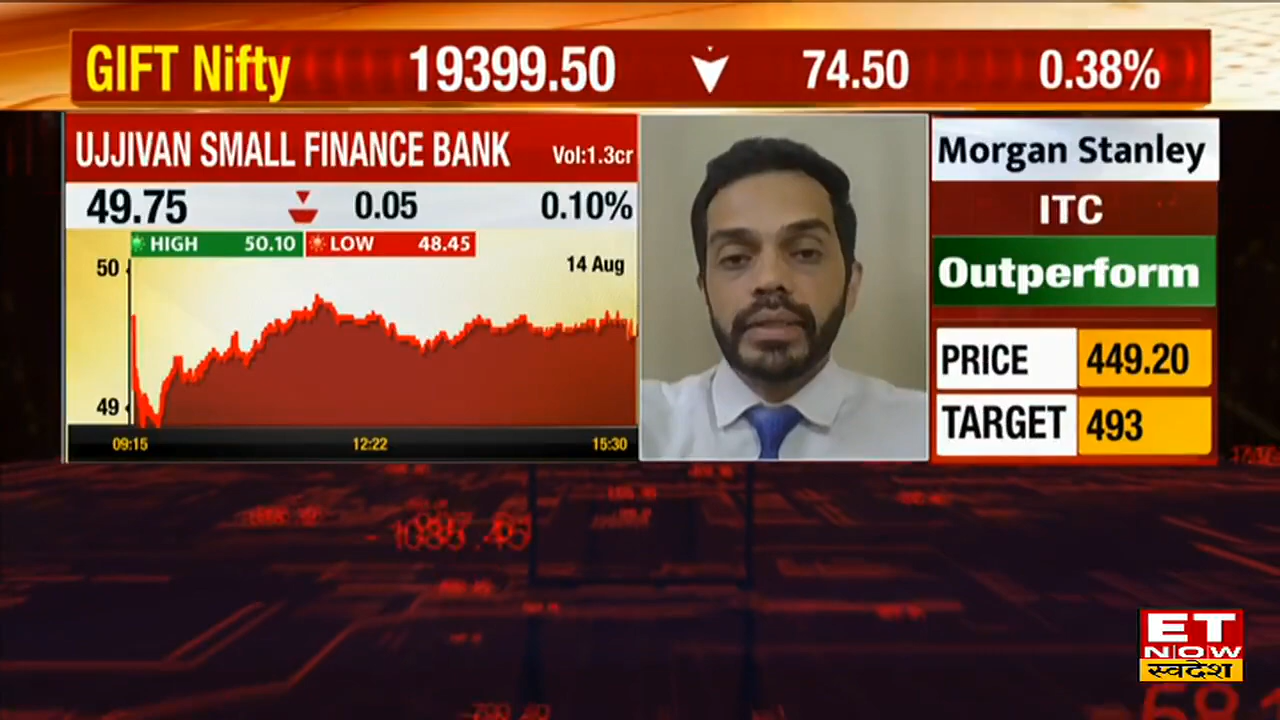 GIFT Nifty 19399.50 74.50 0.38%
UJJIVAN SMALL FINANCE BANK Vol:1.3cr
49.75 0.05 0.10%
HIGH 50.10 LOW 48.45
14 Aug
50
49
09:15 12:22 15:30
Morgan Stanley
ITC
Outperform
PRICE 449.20
TARGET 493
ET
NOW
स्वदेश